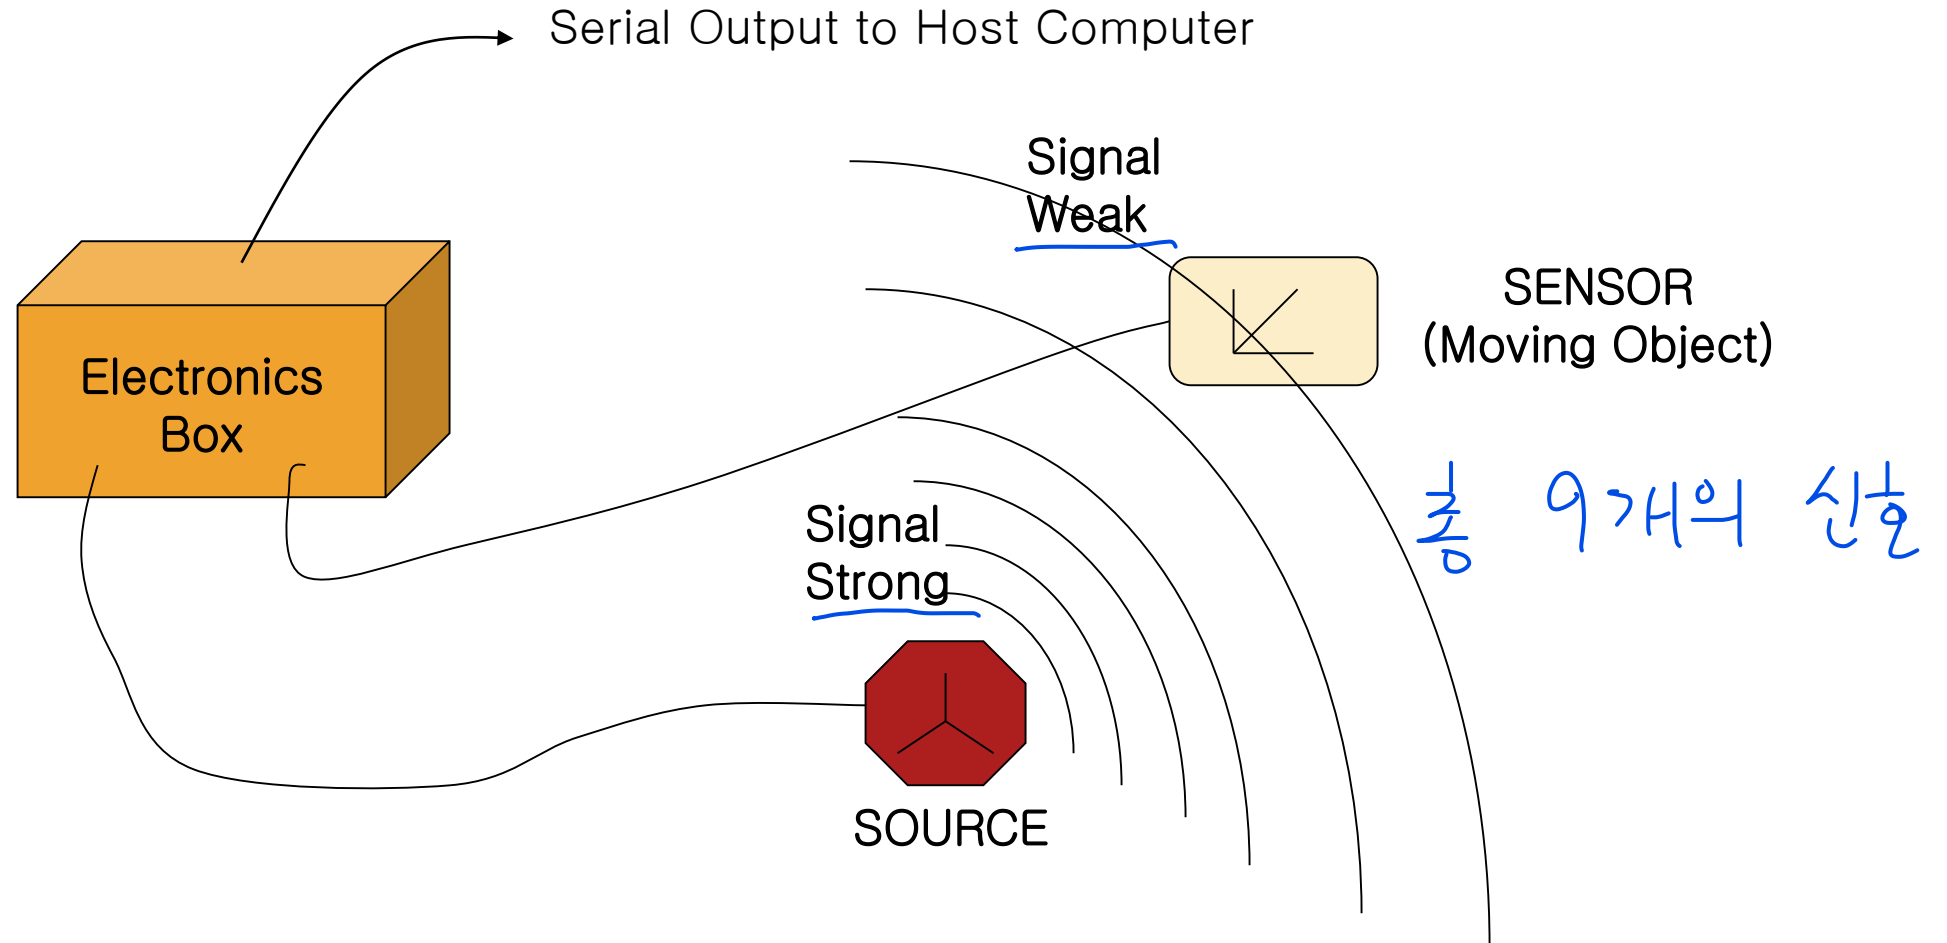 Serial Output to Host Computer
Signal
Weak
SENSOR
(Moving Object)
Electronics
Box
총 9개의 신호
Signal
Strong
SOURCE